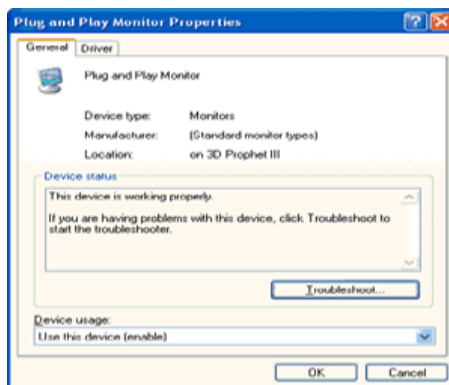 Plug and Play Monitor Properties
General Driver
Plug and Play Monitor
Device type: Monitors
Manufacturer: (Standard monitor types)
Location: on 3D Prophet III
Device status
This device is working properly.
If you are having problems with this device, click Troubleshoot to
start the troubleshooter.
Troubleshoot...
Device usage:
Use this device (enable)
OK Cancel